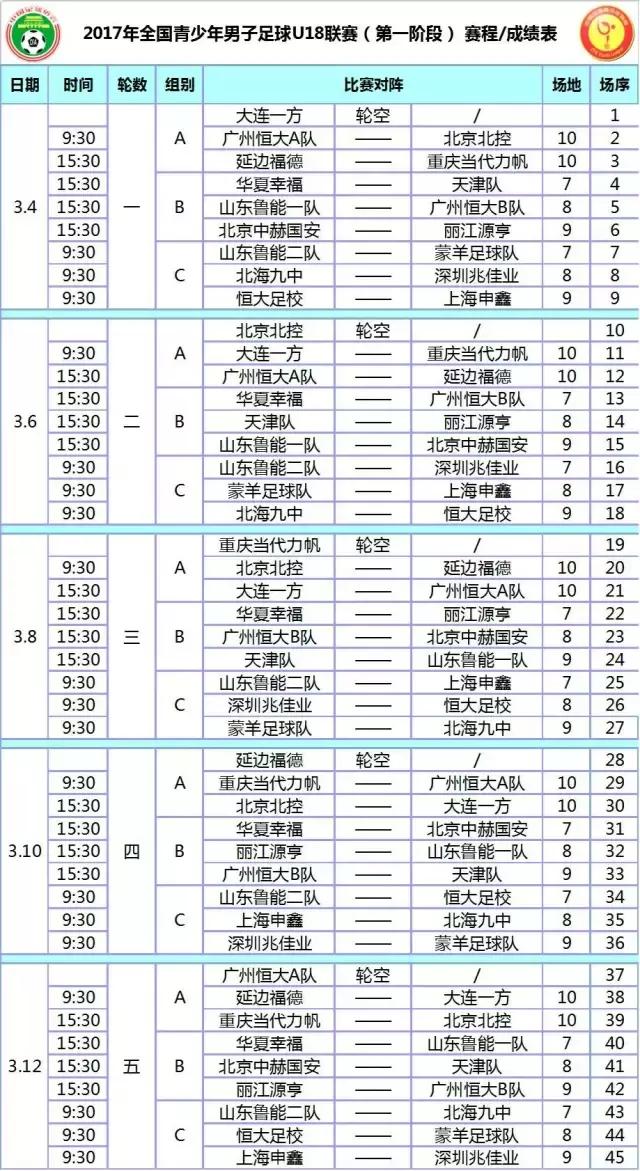 2017年全国青少年男子足球U18联赛（第一阶段） 赛程/成绩表
日期 时间 轮数 组别 比赛对阵 场地 场序
3.4 一
A
大连一方 轮空 / 1
9:30 广州恒大A队 —— 北京北控 10 2
15:30 延边福德 —— 重庆当代力帆 10 3
B
15:30 华夏幸福 —— 天津队 7 4
15:30 山东鲁能一队 —— 广州恒大B队 8 5
15:30 北京中赫国安 —— 丽江源亨 9 6
C
9:30 山东鲁能二队 —— 蒙羊足球队 7 7
9:30 北海九中 —— 深圳兆佳业 8 8
9:30 恒大足校 —— 上海申鑫 9 9
3.6 二
A
北京北控 轮空 / 10
9:30 大连一方 —— 重庆当代力帆 10 11
15:30 广州恒大A队 —— 延边福德 10 12
B
15:30 华夏幸福 —— 广州恒大B队 7 13
15:30 天津队 —— 丽江源亨 8 14
15:30 山东鲁能一队 —— 北京中赫国安 9 15
C
9:30 山东鲁能二队 —— 深圳兆佳业 7 16
9:30 蒙羊足球队 —— 上海申鑫 8 17
9:30 北海九中 —— 恒大足校 9 18
3.8 三
A
重庆当代力帆 轮空 / 19
9:30 北京北控 —— 延边福德 10 20
15:30 大连一方 —— 广州恒大A队 10 21
B
15:30 华夏幸福 —— 丽江源亨 7 22
15:30 广州恒大B队 —— 北京中赫国安 8 23
15:30 天津队 —— 山东鲁能一队 9 24
C
9:30 山东鲁能二队 —— 上海申鑫 7 25
9:30 深圳兆佳业 —— 恒大足校 8 26
9:30 蒙羊足球队 —— 北海九中 9 27
3.10 四
A
延边福德 轮空 / 28
9:30 重庆当代力帆 —— 广州恒大A队 10 29
15:30 北京北控 —— 大连一方 10 30
B
15:30 华夏幸福 —— 北京中赫国安 7 31
15:30 丽江源亨 —— 山东鲁能一队 8 32
15:30 广州恒大B队 —— 天津队 9 33
C
9:30 山东鲁能二队 —— 恒大足校 7 34
9:30 上海申鑫 —— 北海九中 8 35
9:30 深圳兆佳业 —— 蒙羊足球队 9 36
3.12 五
A
广州恒大A队 轮空 / 37
9:30 延边福德 —— 大连一方 10 38
15:30 重庆当代力帆 —— 北京北控 10 39
B
15:30 华夏幸福 —— 山东鲁能一队 7 40
15:30 北京中赫国安 —— 天津队 8 41
15:30 丽江源亨 —— 广州恒大B队 9 42
C
9:30 山东鲁能二队 —— 北海九中 7 43
9:30 恒大足校 —— 蒙羊足球队 8 44
9:30 上海申鑫 —— 深圳兆佳业 9 45